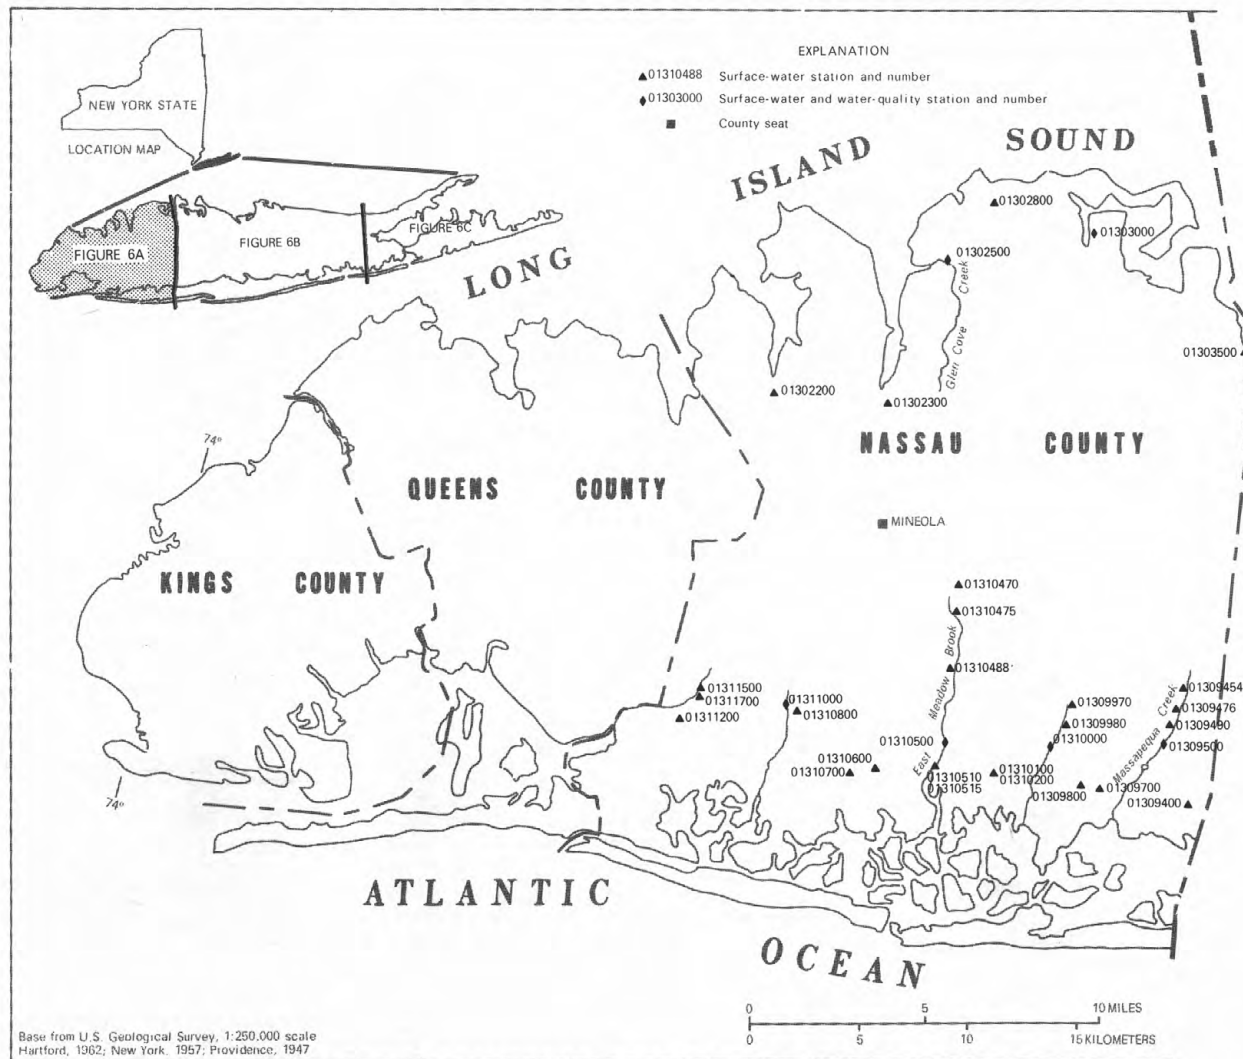 EXPLANATION
01310488 Surface-water station and number
01303000 Surface-water and water-quality station and number
County seat
NEW YORK STATE
LOCATION MAP
FIGURE 6A
FIGURE 6B
FIGURE 6C
LONG ISLAND SOUND
01302800
01303000
01302500
Glen Cove Creek
01303500
01302200
01302300
74°
NASSAU COUNTY
QUEENS COUNTY
MINEOLA
KINGS COUNTY
01310470
01310475
East Meadow Brook
01310488
01311500
01311700
01311200
01311000
01310800
01309970
01309980
01310000
Massapequa Creek
01309454
01309476
01309490
01309500
01310500
01310600
01310700
01310510
01310515
01310100
01310200
01309800
01309700
01309400
74°
ATLANTIC OCEAN
0 5 10 MILES
0 5 10 15 KILOMETERS
Base from U.S. Geological Survey, 1:250,000 scale
Hartford, 1962; New York, 1957; Providence, 1947